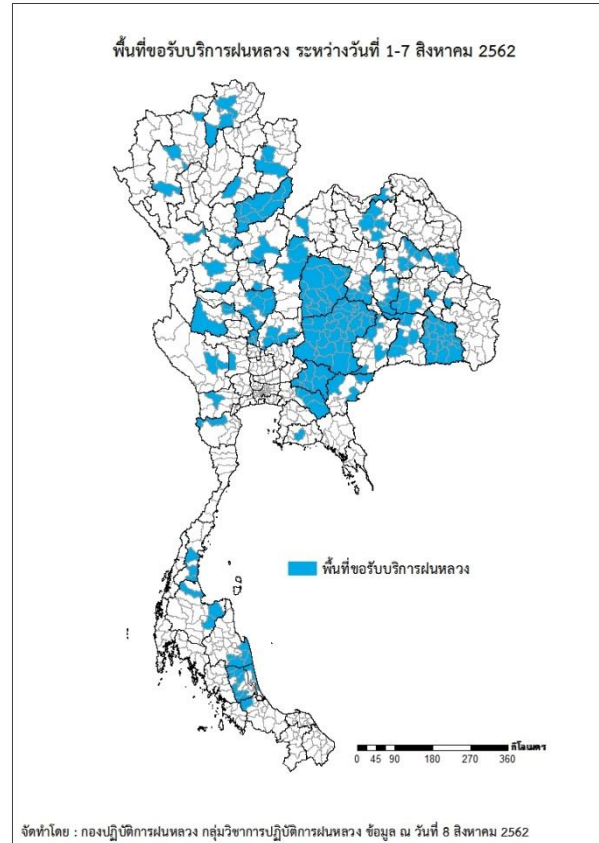 พื้นที่ขอรับบริการฝนหลวง ระหว่างวันที่ 1-7 สิงหาคม 2562
พื้นที่ขอรับบริการฝนหลวง
กิโลเมตร
0 45 90 180 270 360
จัดทำโดย : กองปฏิบัติการฝนหลวง กลุ่มวิชาการปฏิบัติการฝนหลวง ข้อมูล ณ วันที่ 8 สิงหาคม 2562